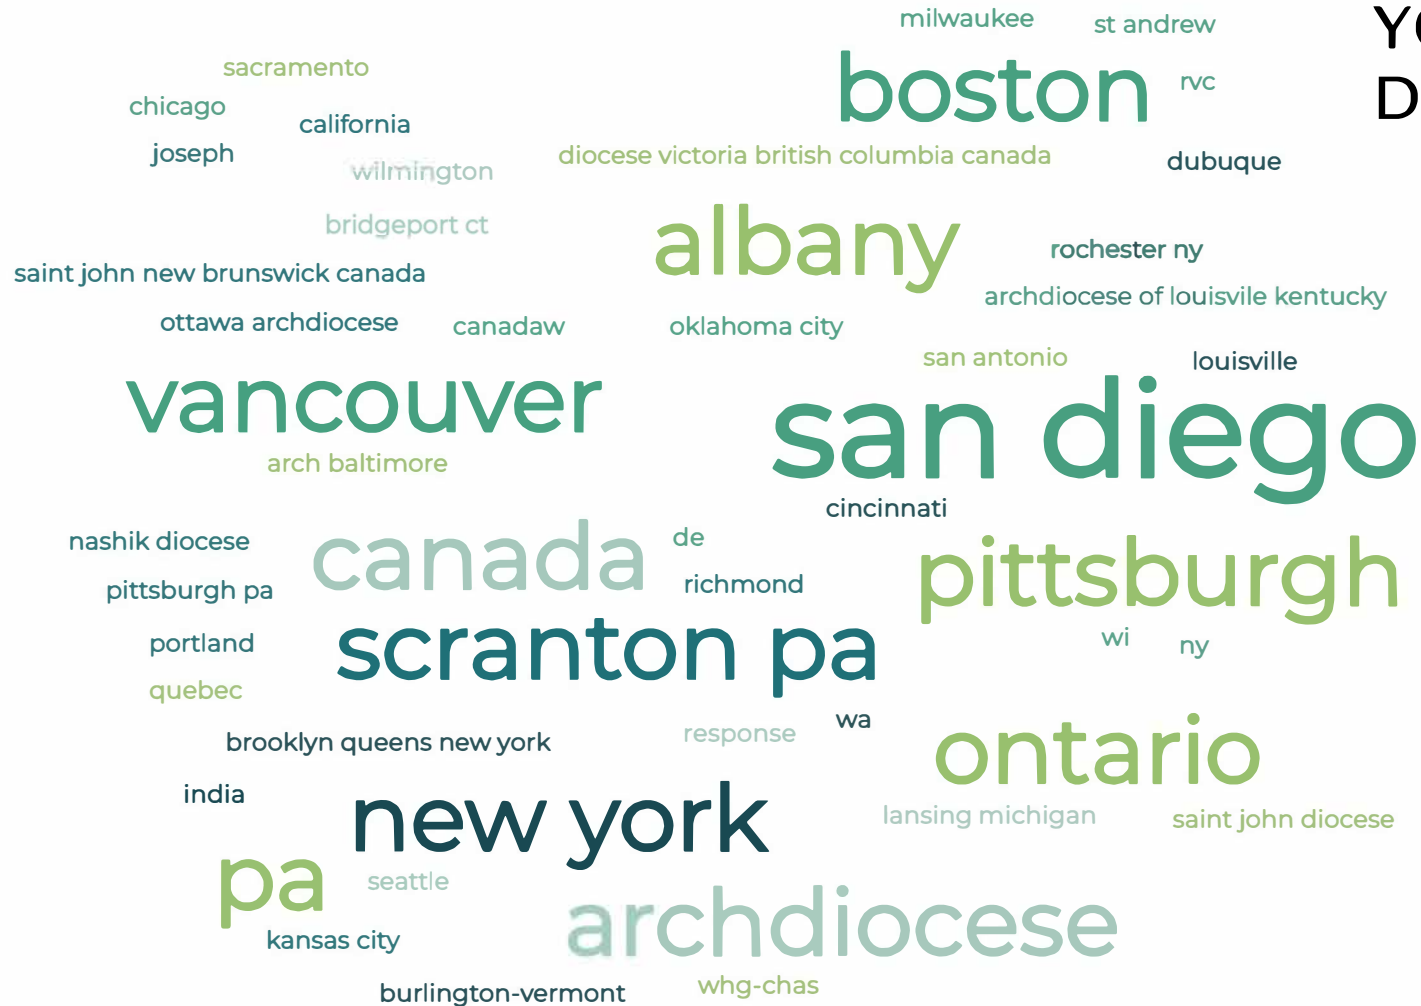 milwaukee
st andrew
YO
D
sacramento
boston
rvc
chicago
california
joseph
wilmington
diocese victoria british columbia canada
dubuque
bridgeport ct
albany
rochester ny
saint john new brunswick canada
archdiocese of louisvile kentucky
ottawa archdiocese
canadaw
oklahoma city
san antonio
louisville
vancouver
san diego
arch baltimore
cincinnati
nashik diocese
canada
de
pittsburgh
pittsburgh pa
richmond
portland
scranton pa
wi
ny
quebec
wa
brooklyn queens new york
response
ontario
india
new york
lansing michigan
saint john diocese
pa
seattle
archdiocese
kansas city
burlington-vermont
whg-chas